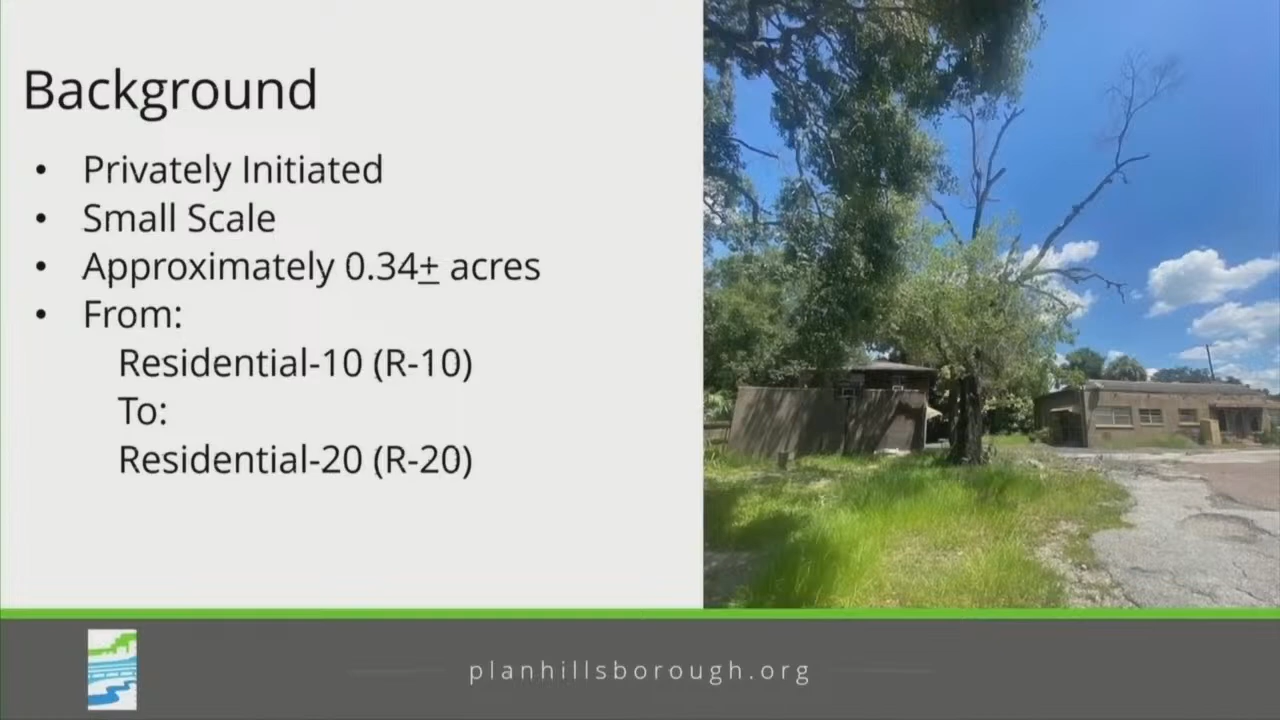 Background
• Privately Initiated
• Small Scale
• Approximately 0.34± acres
• From:
Residential-10 (R-10)
To:
Residential-20 (R-20)
planhillsborough.org